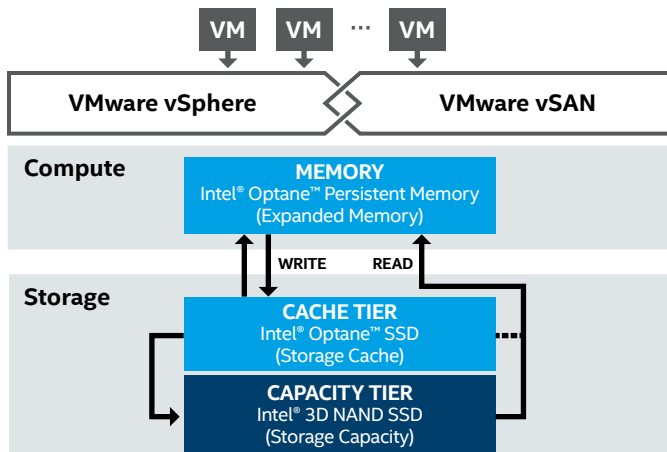 VM VM ... VM
VMware vSphere VMware vSAN
Compute
MEMORY
Intel® Optane™ Persistent Memory
(Expanded Memory)
WRITE READ
Storage
CACHE TIER
Intel® Optane™ SSD
(Storage Cache)
CAPACITY TIER
Intel® 3D NAND SSD
(Storage Capacity)